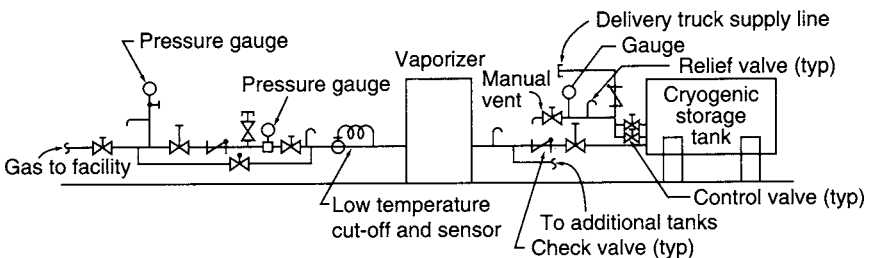 Delivery truck supply line
Pressure gauge
Gauge
Vaporizer
Relief valve (typ)
Pressure gauge
Manual
vent
Cryogenic
storage
tank
Gas to facility
Low temperature
cut-off and sensor
Control valve (typ)
To additional tanks
Check valve (typ)